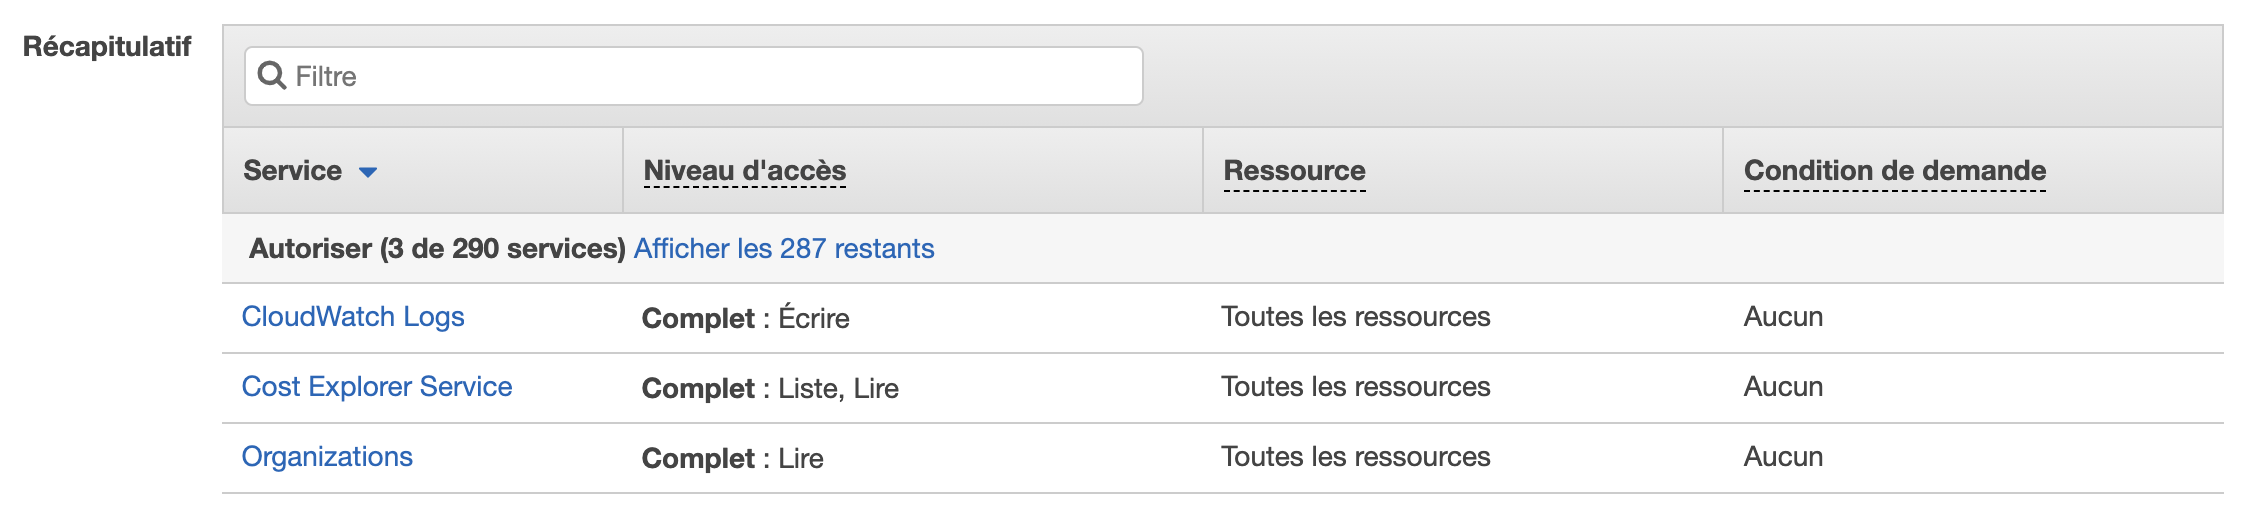 Récapitulatif
Filtre
Service Niveau d'accès Ressource Condition de demande
Autoriser (3 de 290 services) Afficher les 287 restants
CloudWatch Logs Complet : Écrire Toutes les ressources Aucun
Cost Explorer Service Complet : Liste, Lire Toutes les ressources Aucun
Organizations Complet : Lire Toutes les ressources Aucun